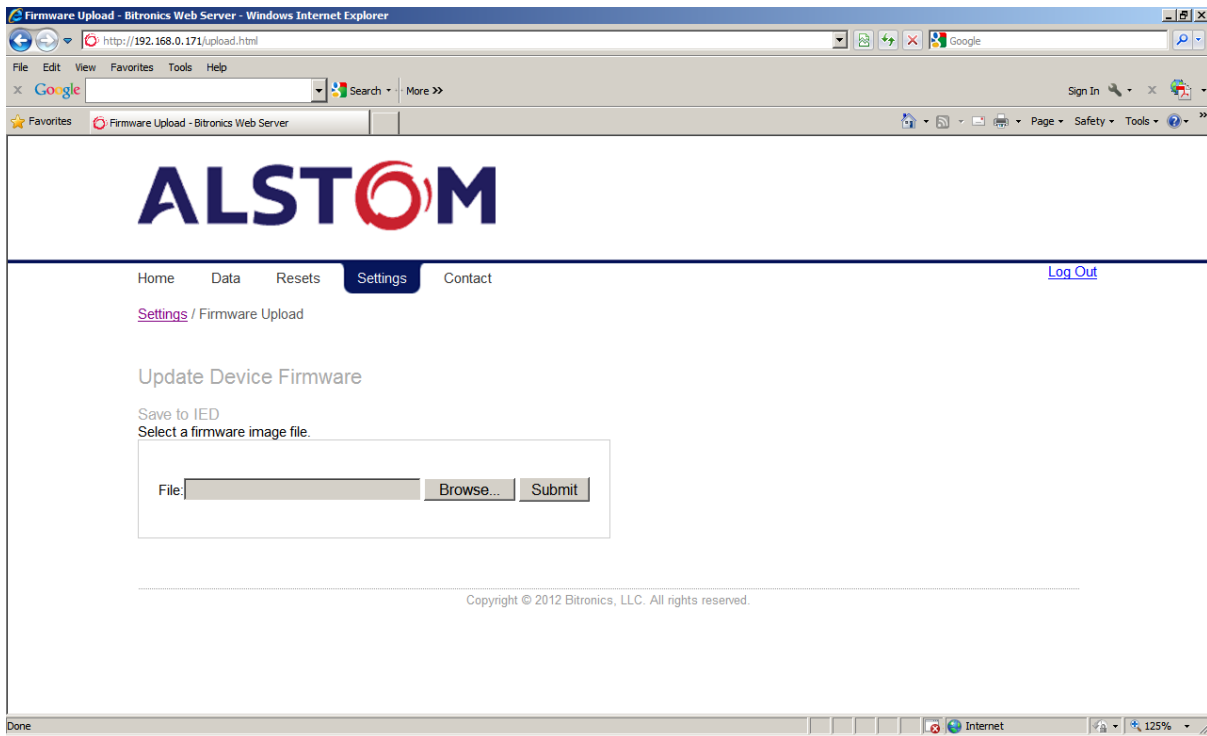 Firmware Upload - Bitronics Web Server - Windows Internet Explorer
http://192.168.0.171/upload.html
Google
File Edit View Favorites Tools Help
x Google Search More >> Sign In
Favorites Firmware Upload - Bitronics Web Server Page Safety Tools
ALSTOM
Home Data Resets Settings Contact Log Out
Settings / Firmware Upload
Update Device Firmware
Save to IED
Select a firmware image file.
File: Browse... Submit
Copyright © 2012 Bitronics, LLC. All rights reserved.
Done Internet 125%